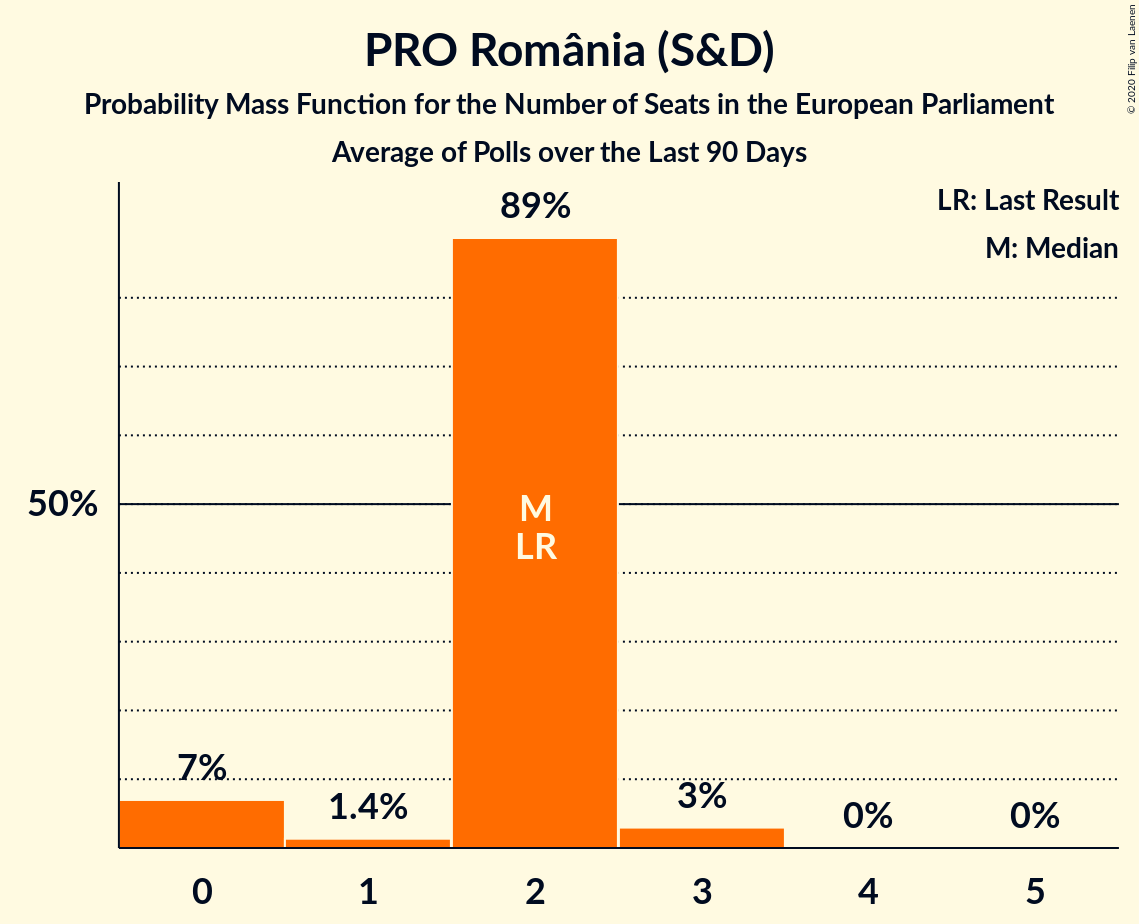 PRO România (S&D)
Probability Mass Function for the Number of Seats in the European Parliament
Average of Polls over the Last 90 Days
© 2020 Filip van Laenen
LR: Last Result
M: Median
89%
50%
M
LR
7%
1.4%
3%
0%
0%
0 1 2 3 4 5